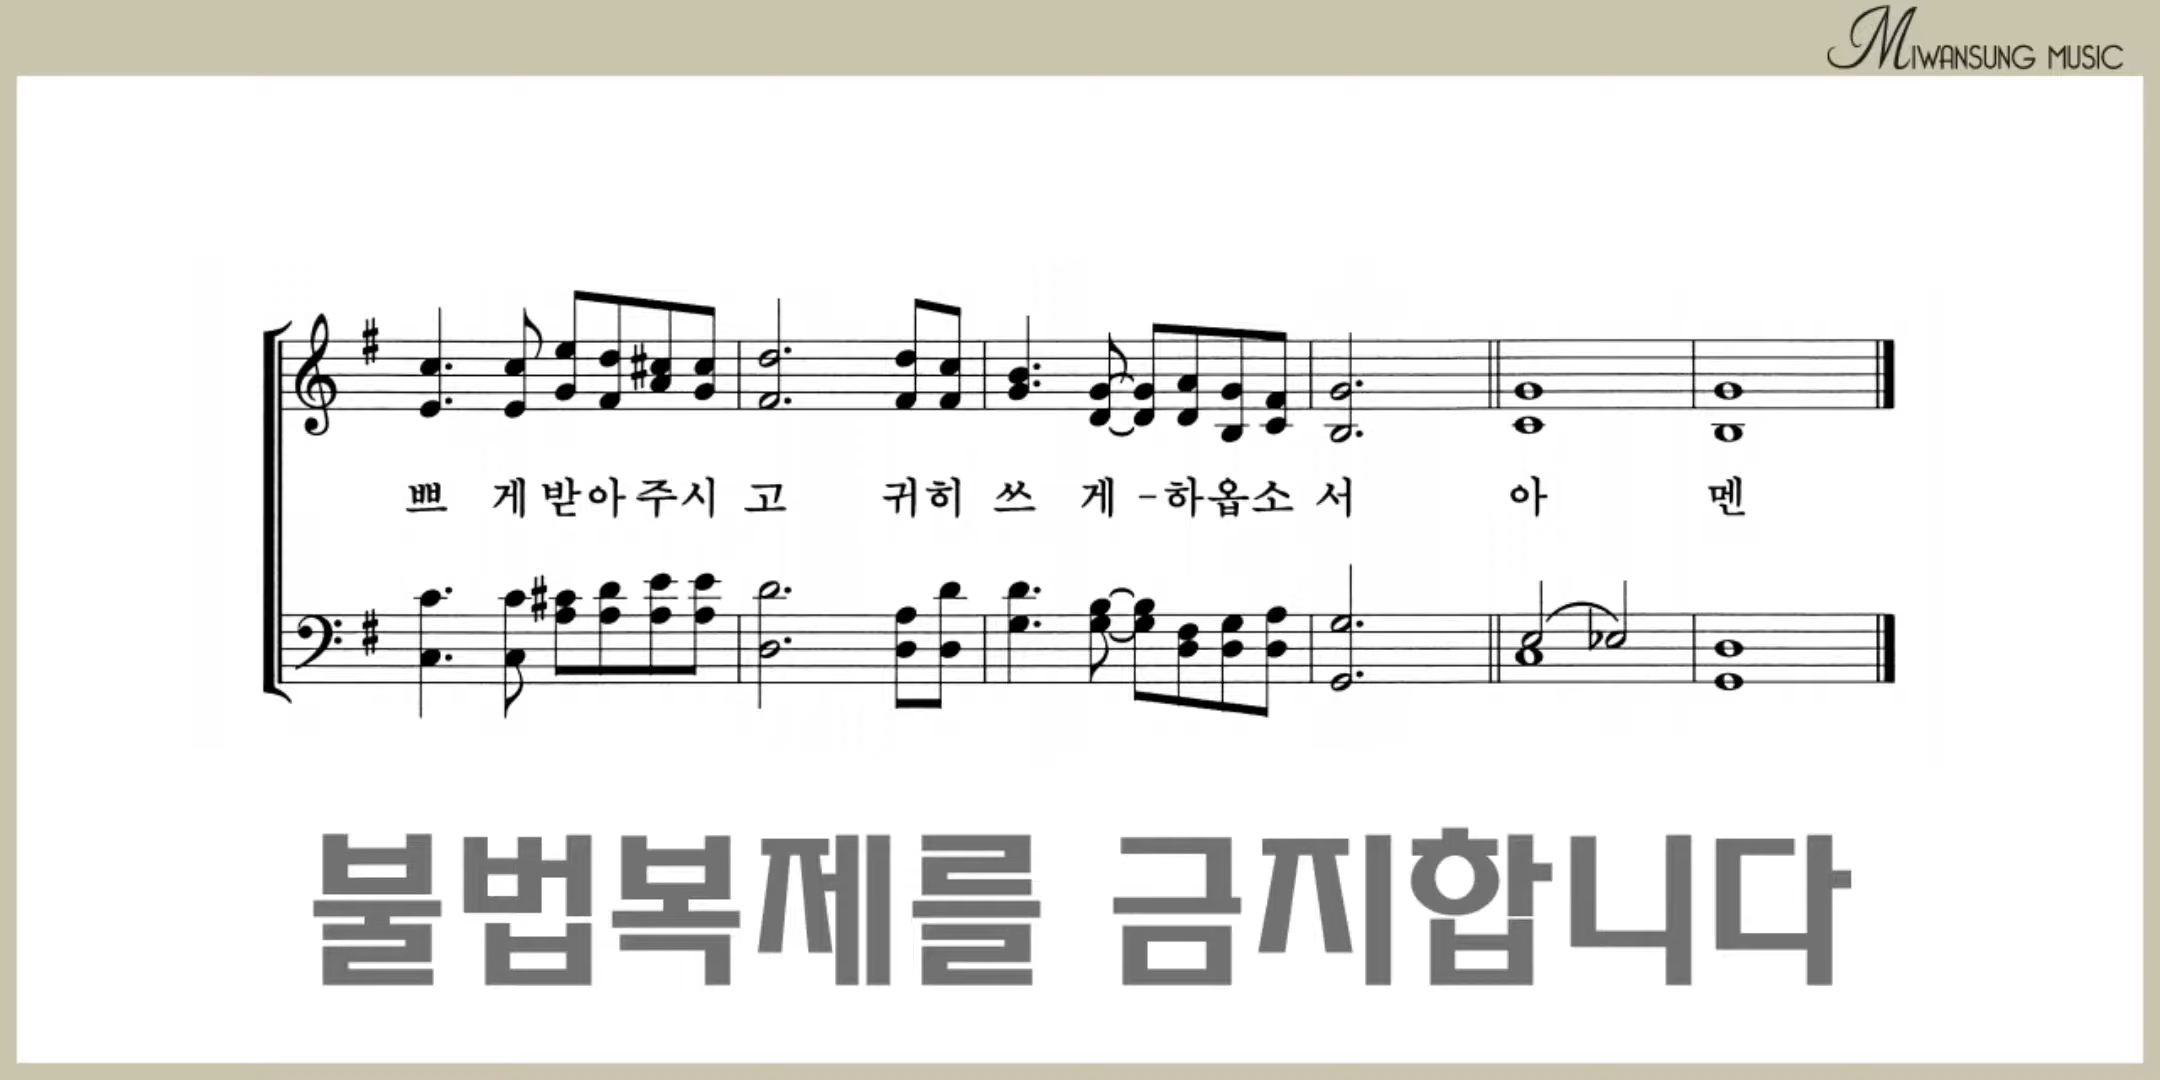 MIWANSUNG MUSIC
쁘 게 받아 주시 고 귀히 쓰 게 - 하옵소 서 아 멘
불법복제를 금지합니다